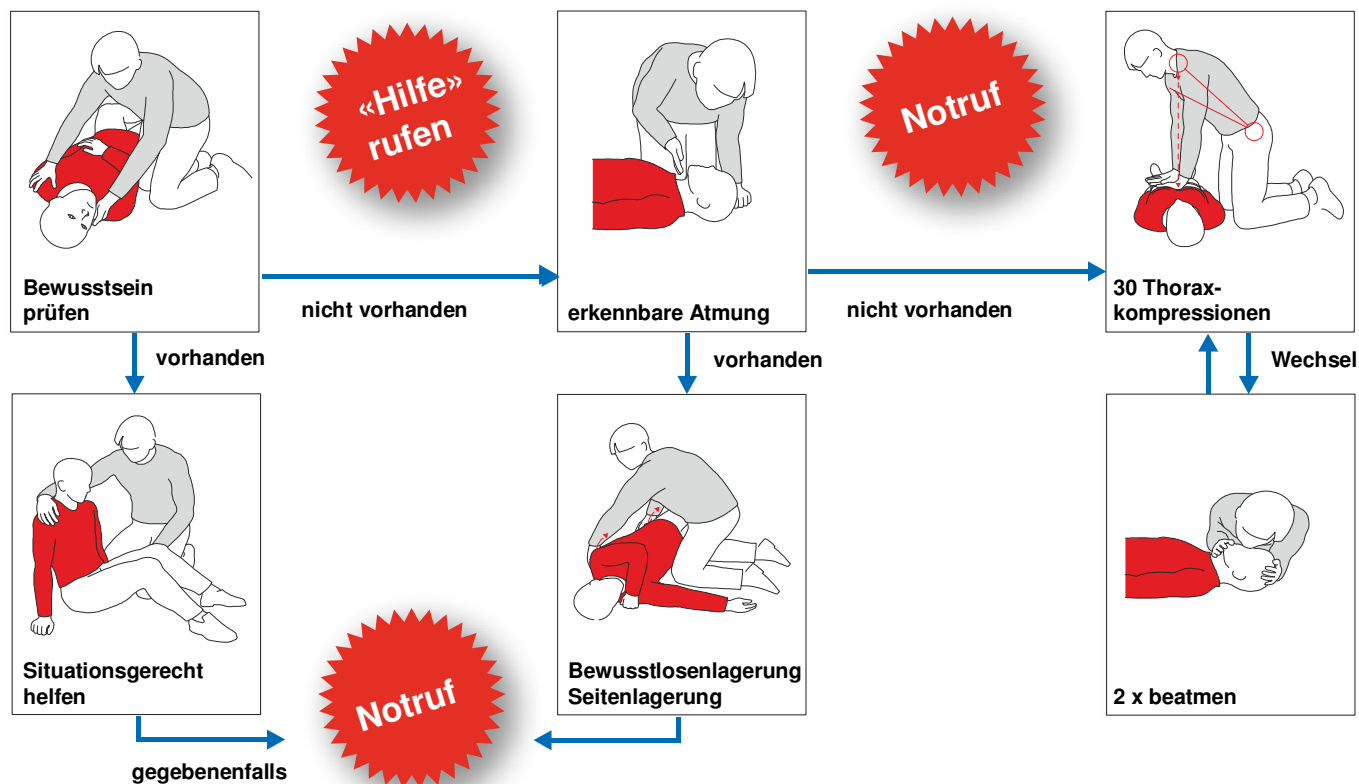 «Hilfe»
rufen
Notruf
Bewusstsein
prüfen
nicht vorhanden
erkennbare Atmung
nicht vorhanden
30 Thorax-
kompressionen
vorhanden
vorhanden
Wechsel
Situationsgerecht
helfen
Notruf
Bewusstlosenlagerung
Seitenlagerung
2 x beatmen
gegebenenfalls